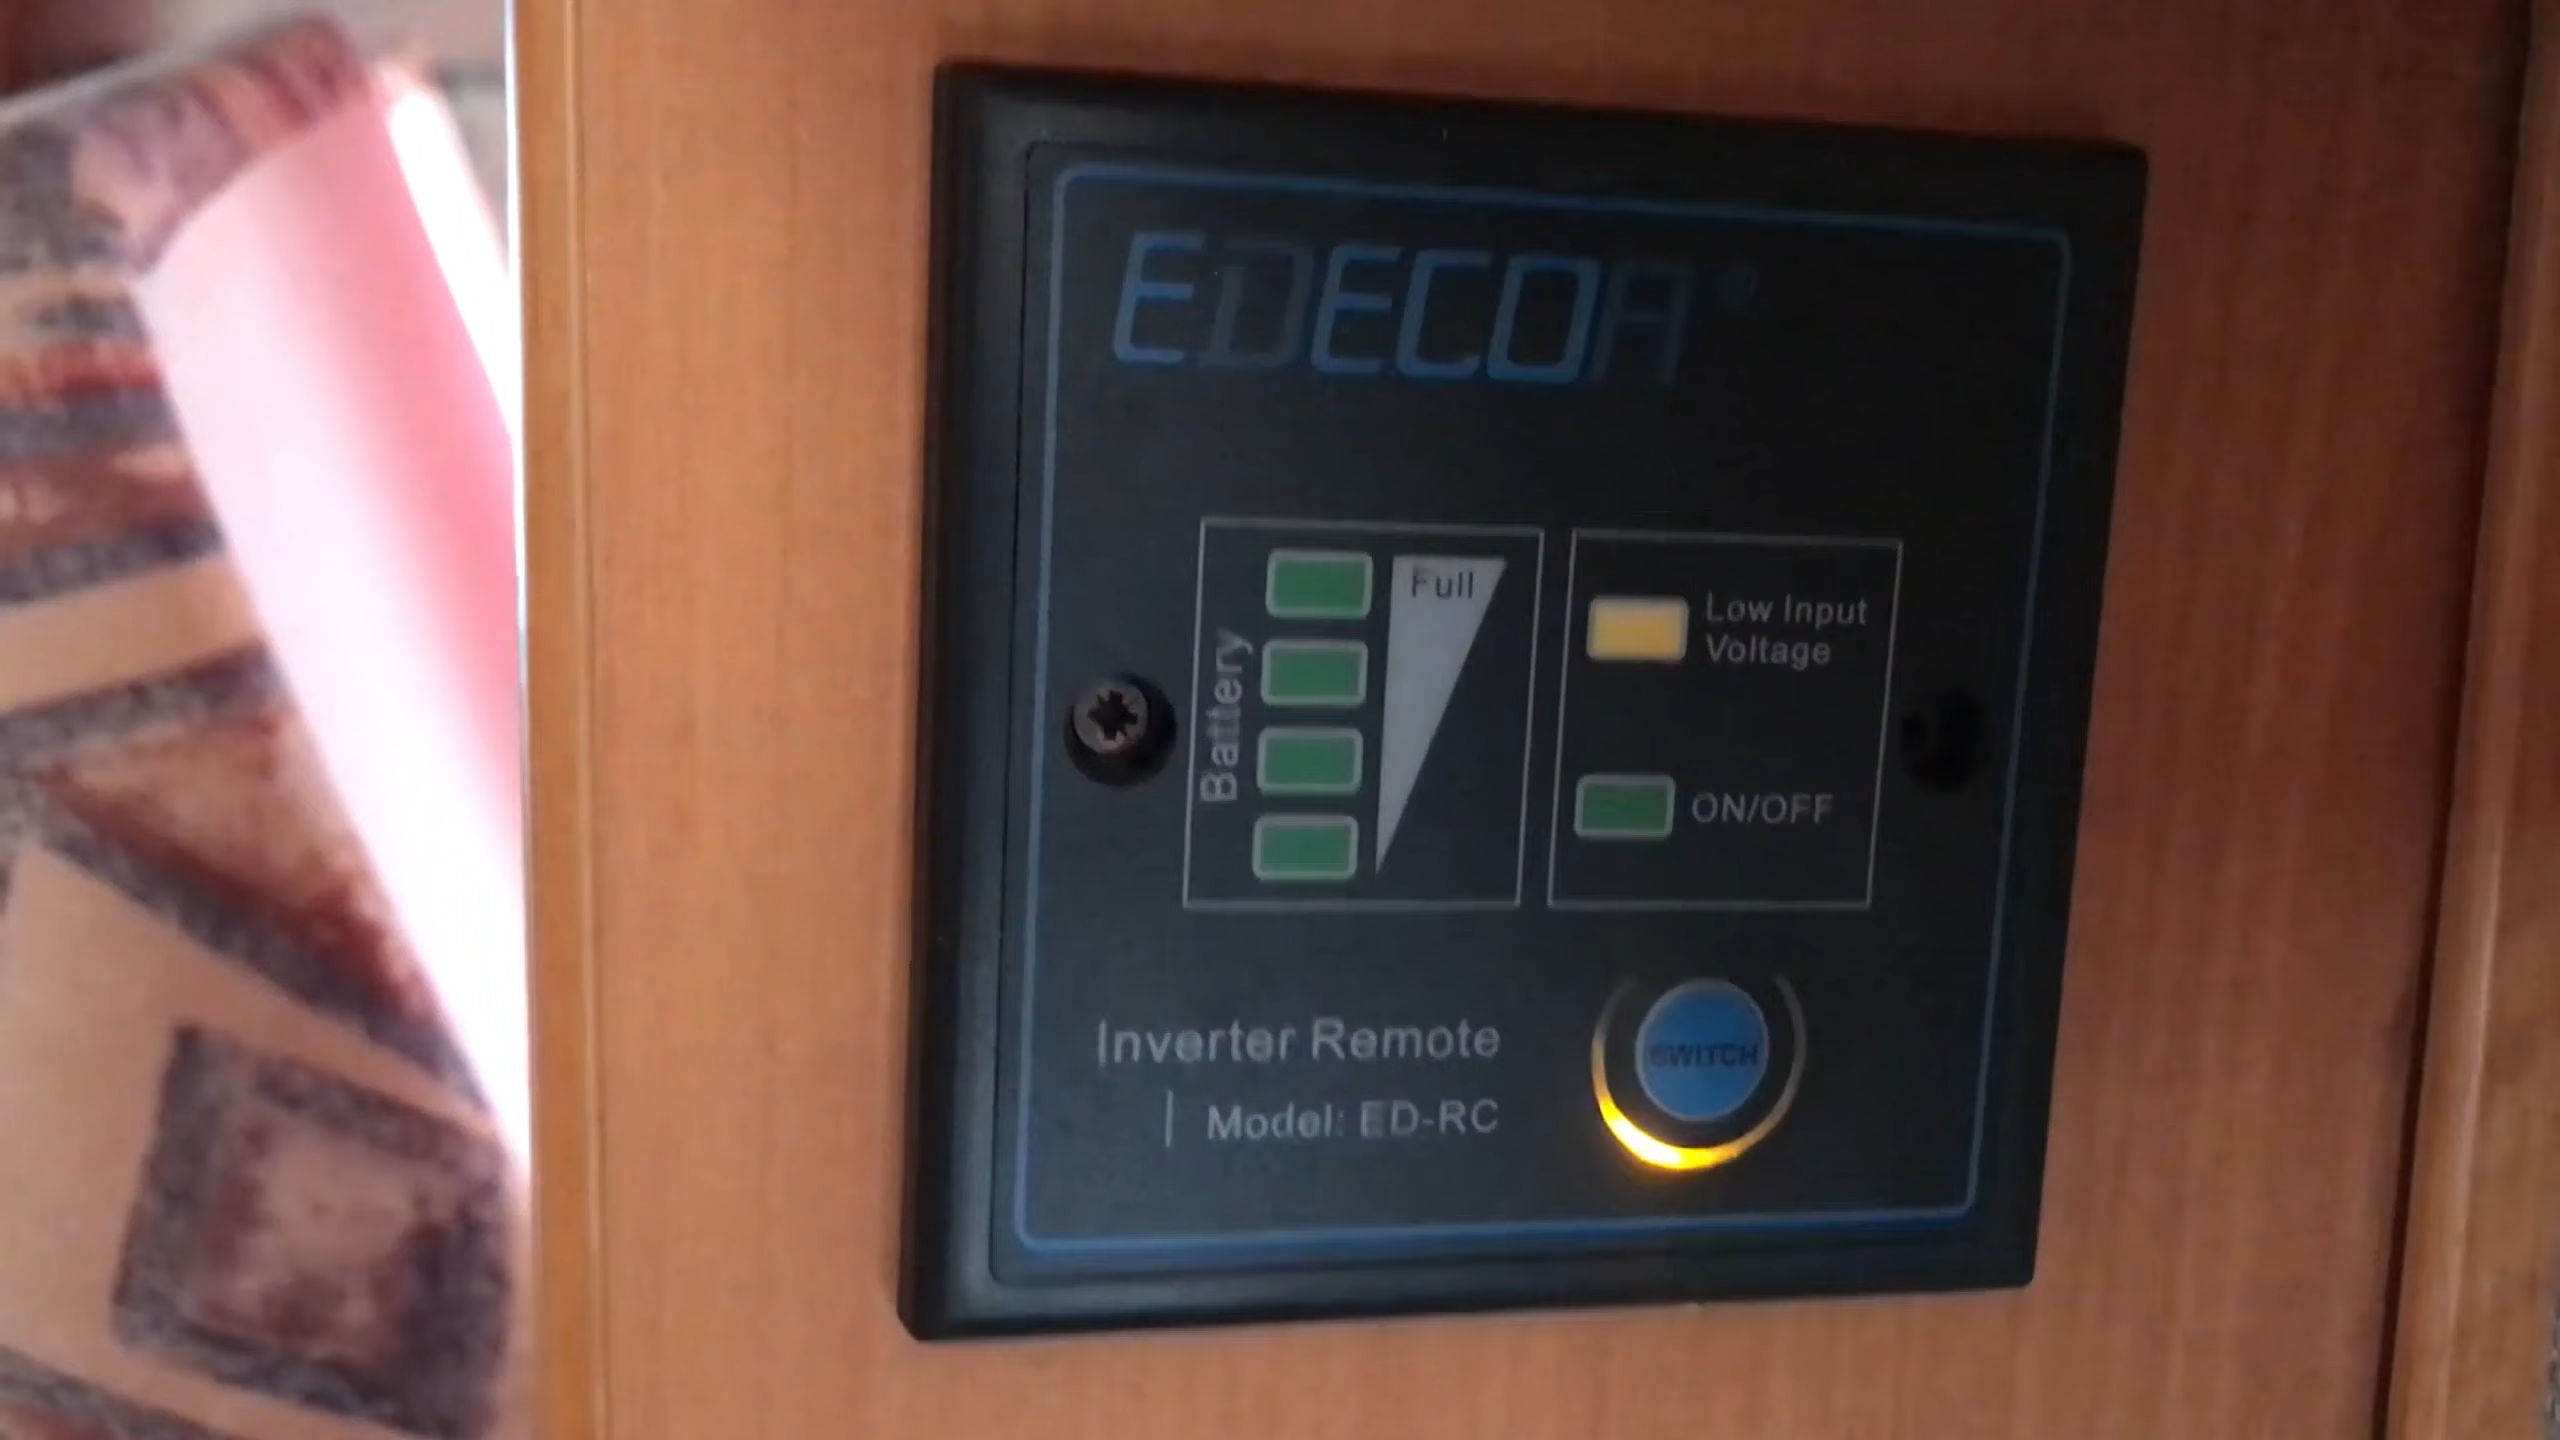 EDECOA®
Battery
Full
Low Input
Voltage
ON/OFF
Inverter Remote
Model: ED-RC
SWITCH